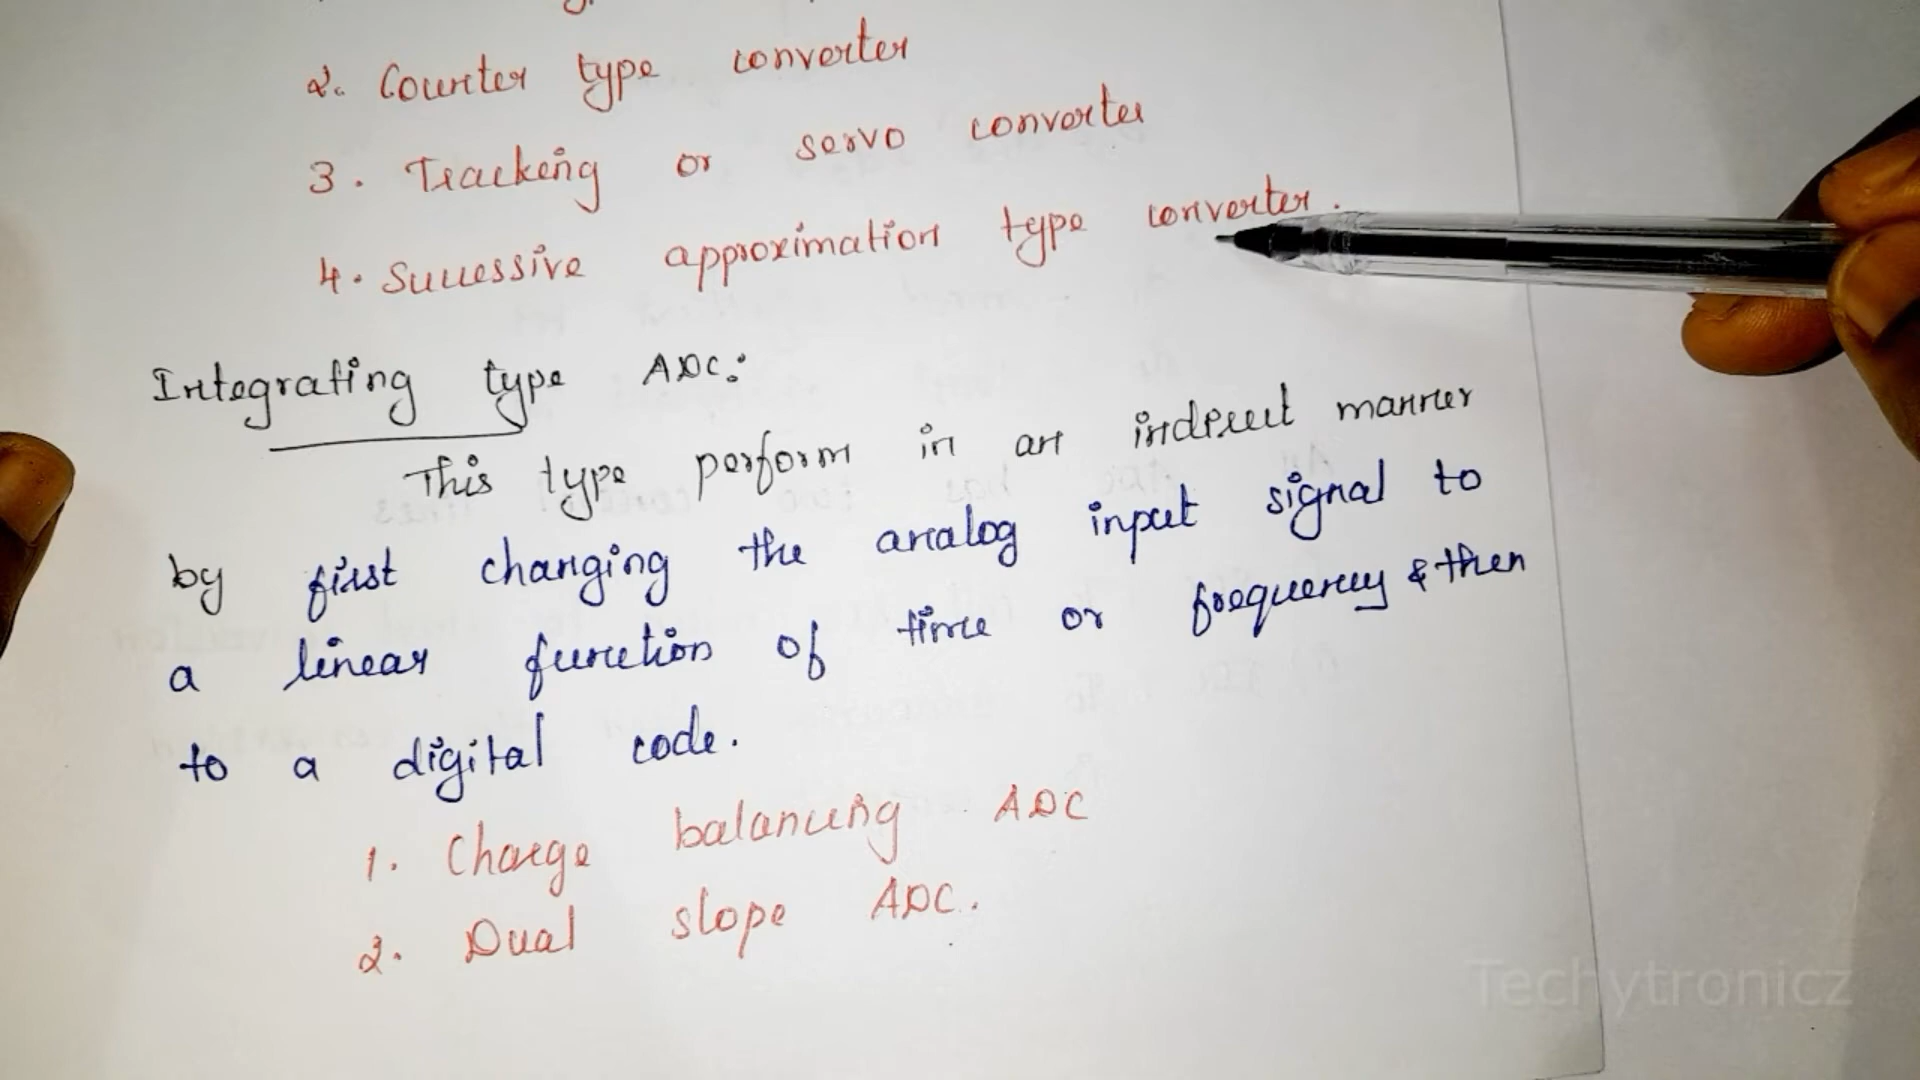 2. Counter type converter
3. Tracking or servo converter
4. Successive approximation type converter.
Integrating type ADC:
This type perform in an indirect manner
by first changing the analog input signal to
a linear function of time or frequency & then
to a digital code.
1. Charge balancing ADC
2. Dual slope ADC.
Techytronicz